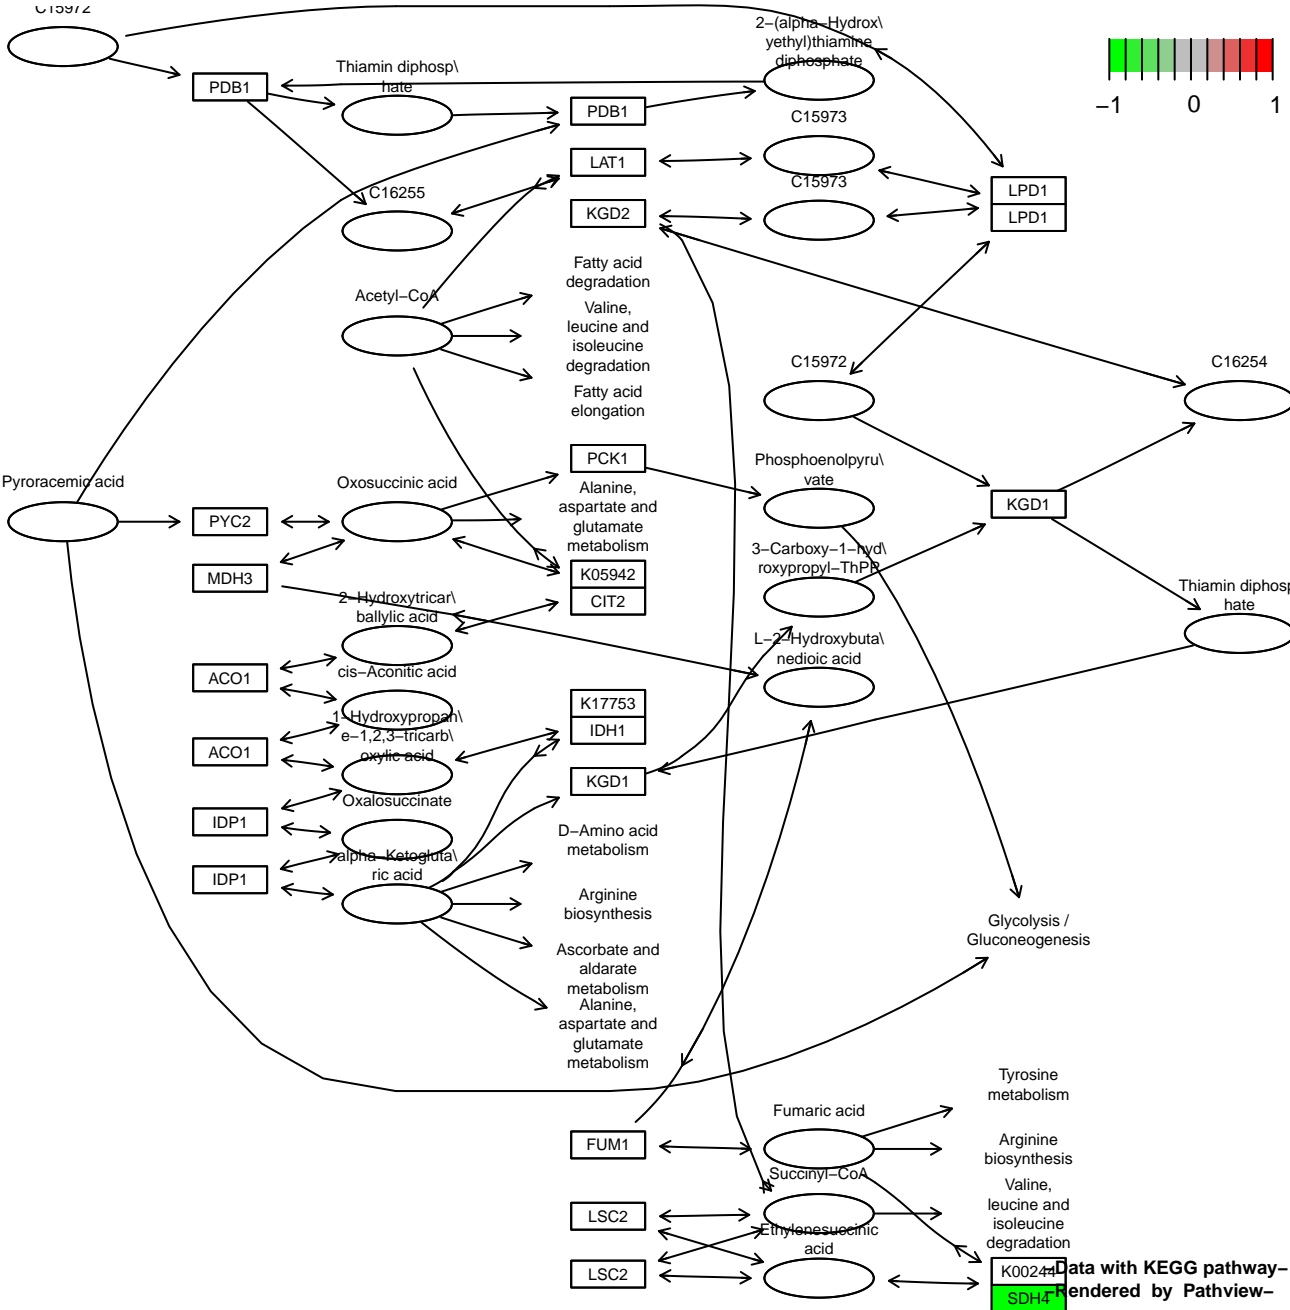 C15972
2−(alpha−Hydrox\
yethyl)thiamine
diphosphate
−1
0
1
PDB1
Thiamin diphosp\
hate
PDB1
C15973
LAT1
C15973
LPD1
LPD1
C16255
KGD2
Fatty acid
degradation
Acetyl−CoA
Valine,
leucine and
isoleucine
degradation
Fatty acid
elongation
C15972
C16254
PCK1
Phosphoenolpyru\
vate
Pyroracemic acid
Oxosuccinic acid
Alanine,
aspartate and
glutamate
metabolism
KGD1
PYC2
3−Carboxy−1−hyd\
roxypropyl−ThPP
MDH3
K05942
CIT2
Thiamin diphosp
hate
2−Hydroxytricar\
ballylic acid
L−2−Hydroxybuta\
nedioic acid
ACO1
cis−Aconitic acid
K17753
IDH1
1−Hydroxypropan\
e−1,2,3−tricarb\
oxylic acid
ACO1
KGD1
Oxalosuccinate
IDP1
D−Amino acid
metabolism
alpha−Ketogluta\
ric acid
IDP1
Arginine
biosynthesis
Glycolysis /
Gluconeogenesis
Ascorbate and
aldarate
metabolism
Alanine,
aspartate and
glutamate
metabolism
Tyrosine
metabolism
Fumaric acid
FUM1
Arginine
biosynthesis
Succinyl−CoA
Valine,
leucine and
isoleucine
degradation
LSC2
Ethylenesuccinic
acid
LSC2
K00244
SDH4
−Data with KEGG pathway−
−Rendered by Pathview−